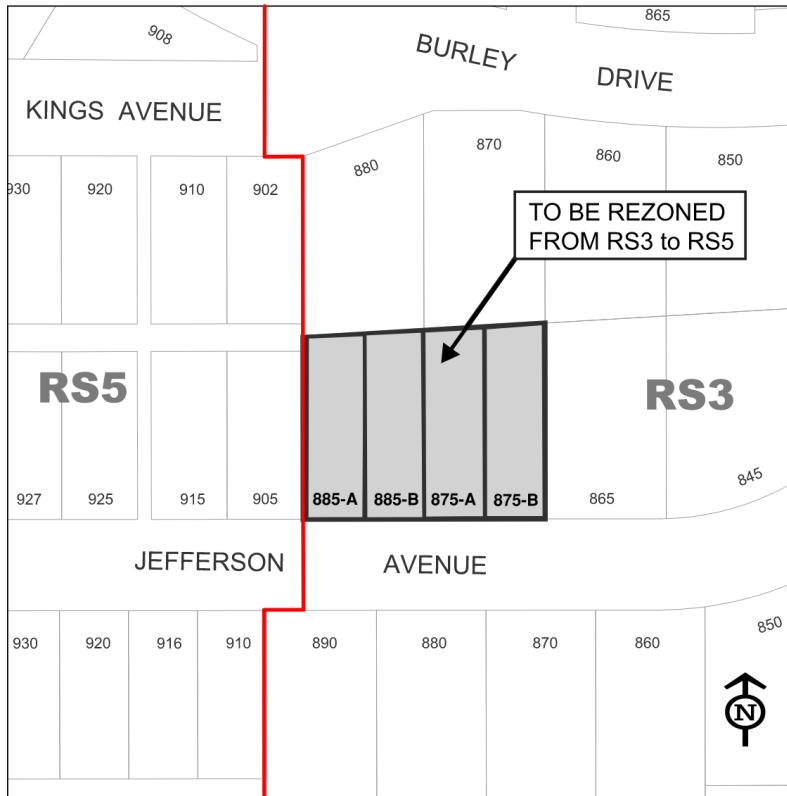 865
908
BURLEY DRIVE
KINGS AVENUE
930 920 910 902
880 870 860 850
TO BE REZONED
FROM RS3 to RS5
RS5
RS3
927 925 915 905
885-A 885-B 875-A 875-B
865 845
JEFFERSON AVENUE
930 920 916 910
890 880 870 860 850
N